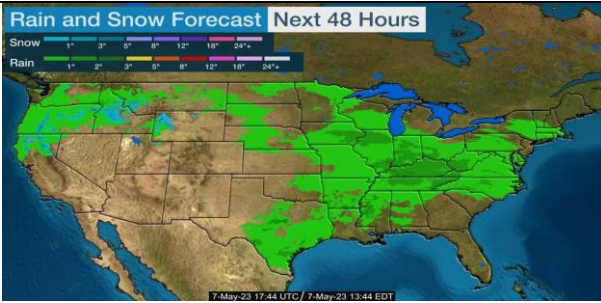 Rain and Snow Forecast Next 48 Hours
Snow 1" 3" 5" 8" 12" 18" 24"+
Rain 1" 2" 3" 5" 8" 12" 18" 24"+
7-May-23 17:44 UTC / 7-May-23 13:44 EDT